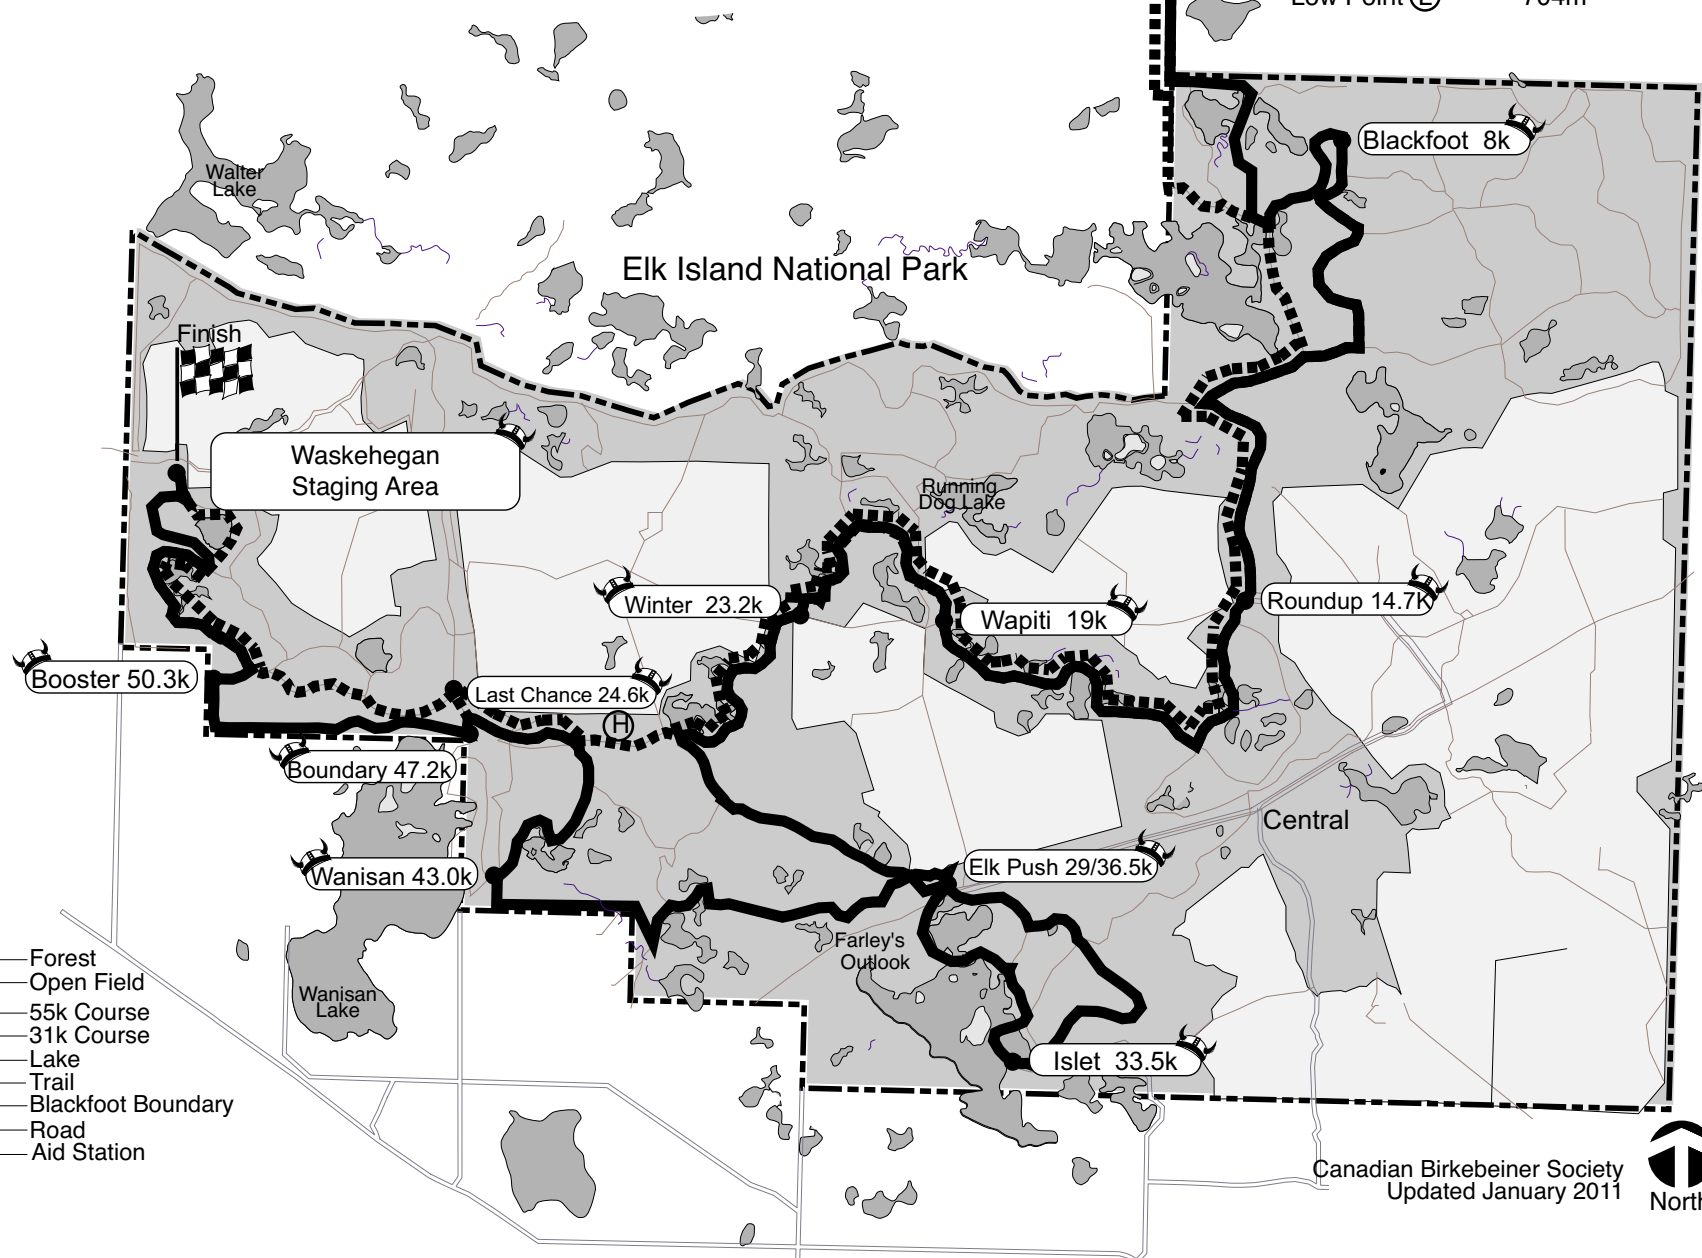 Low Point L 704m
Blackfoot 8k
Walter
Lake
Elk Island National Park
Finish
Waskehegan
Staging Area
Running
Dog Lake
Winter 23.2k
Wapiti 19k
Roundup 14.7K
Booster 50.3k
Last Chance 24.6k
H
Boundary 47.2k
Central
Wanisan 43.0k
Elk Push 29/36.5k
Farley's
Outlook
Forest
Open Field
55k Course
31k Course
Lake
Trail
Blackfoot Boundary
Road
Aid Station
Wanisan
Lake
Islet 33.5k
Canadian Birkebeiner Society
Updated January 2011
North